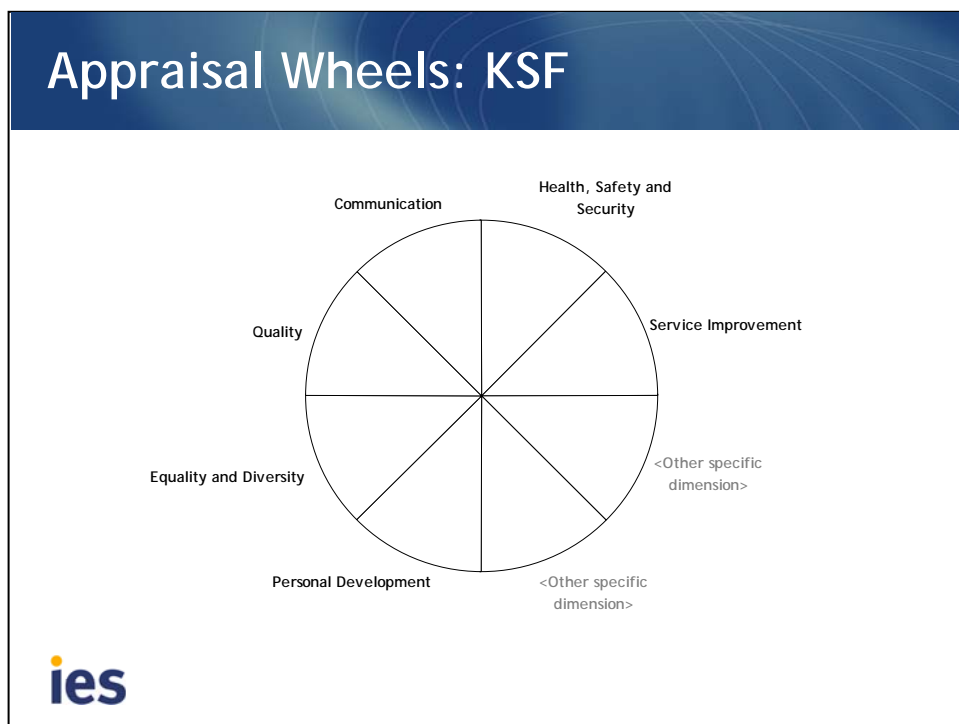 Appraisal Wheels: KSF
Communication
Health, Safety and
Security
Quality
Service Improvement
Equality and Diversity
<Other specific
dimension>
Personal Development
<Other specific
dimension>
ies